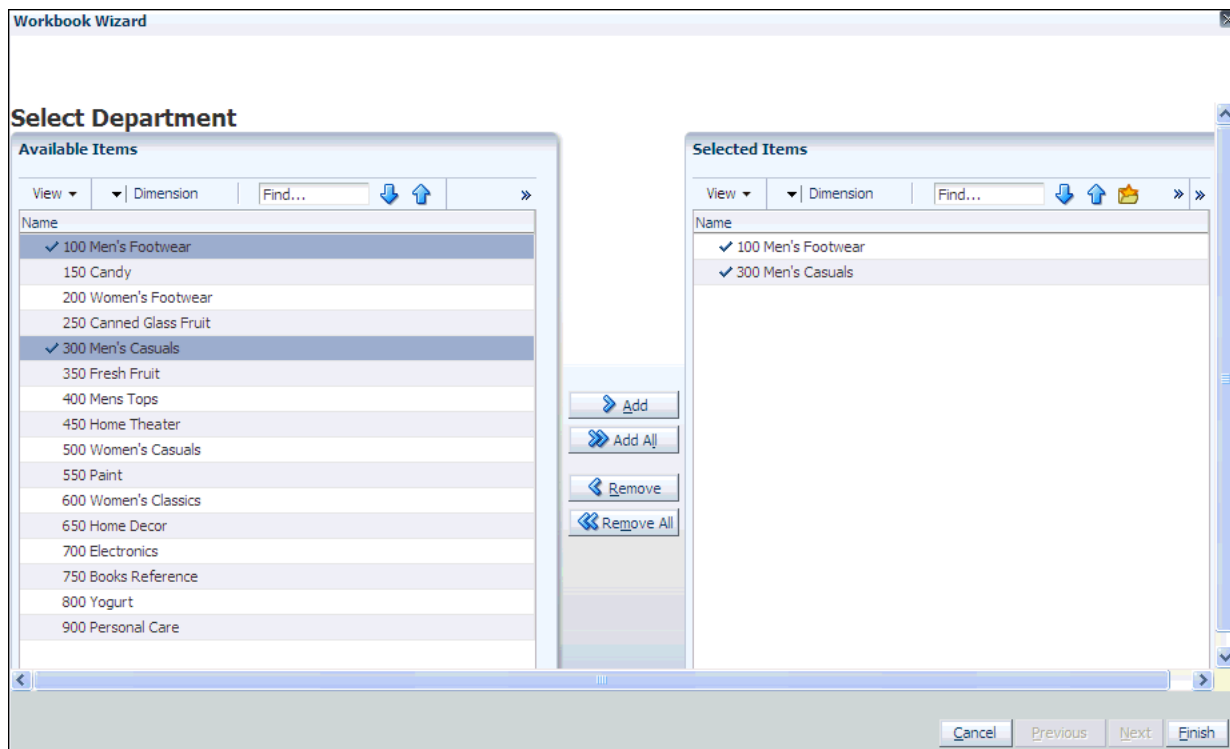 Workbook Wizard
Select Department
Available Items
View Dimension Find...
Name
100 Men's Footwear
150 Candy
200 Women's Footwear
250 Canned Glass Fruit
300 Men's Casuals
350 Fresh Fruit
400 Mens Tops
450 Home Theater
500 Women's Casuals
550 Paint
600 Women's Classics
650 Home Decor
700 Electronics
750 Books Reference
800 Yogurt
900 Personal Care
Add
Add All
Remove
Remove All
Selected Items
View Dimension Find...
Name
100 Men's Footwear
300 Men's Casuals
Cancel Previous Next Finish